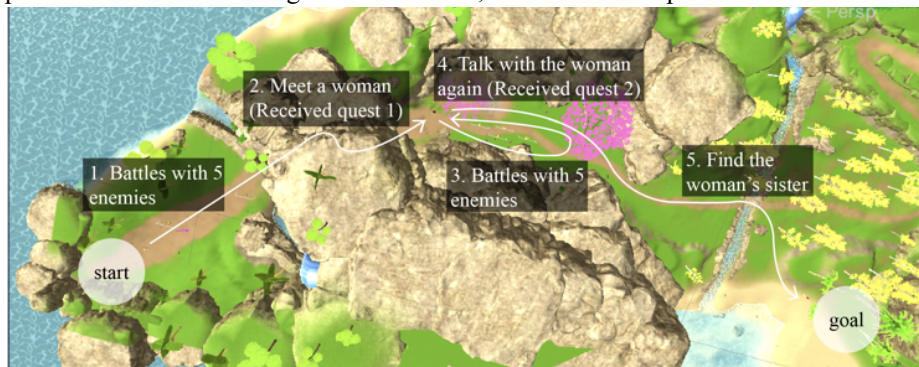 Persp
2. Meet a woman
(Received quest 1)
4. Talk with the woman
again (Received quest 2)
1. Battles with 5
enemies
3. Battles with 5
enemies
5. Find the
woman's sister
start
goal